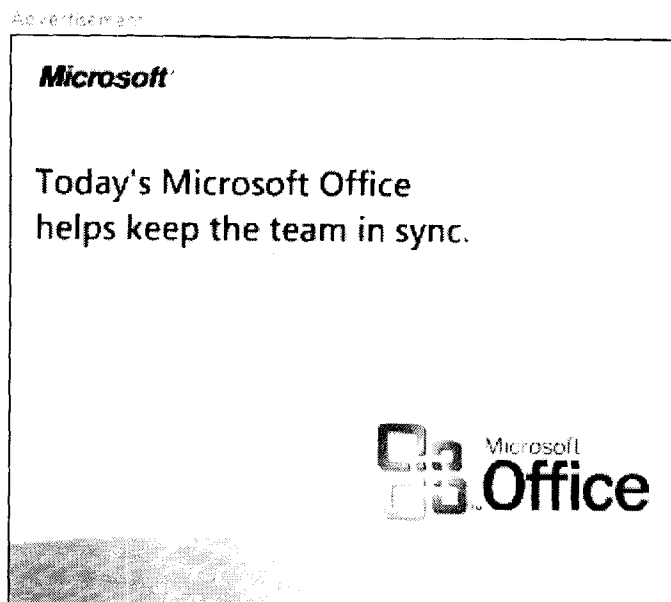 Advertisement
Microsoft
Today's Microsoft Office
helps keep the team in sync.
Microsoft
Office